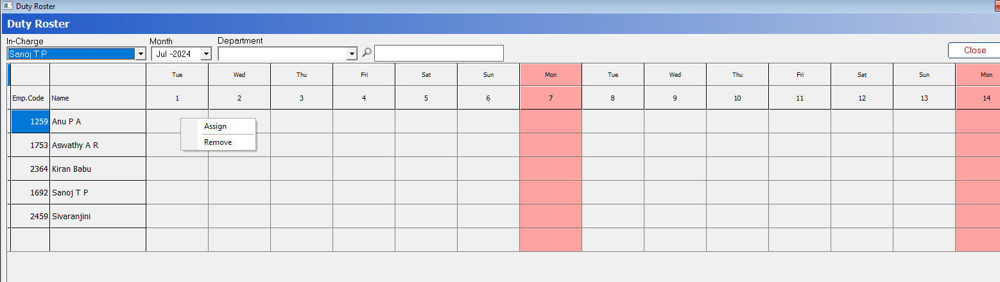 Duty Roster
Duty Roster
In-Charge Month Department
Sanoj T P Jul -2024 Close
Tue Wed Thu Fri Sat Sun Mon Tue Wed Thu Fri Sat Sun Mon
Emp.Code Name 1 2 3 4 5 6 7 8 9 10 11 12 13 14
1259 Anu P A
Assign
Remove
1753 Aswathy A R
2364 Kiran Babu
1692 Sanoj T P
2459 Sivaranjini